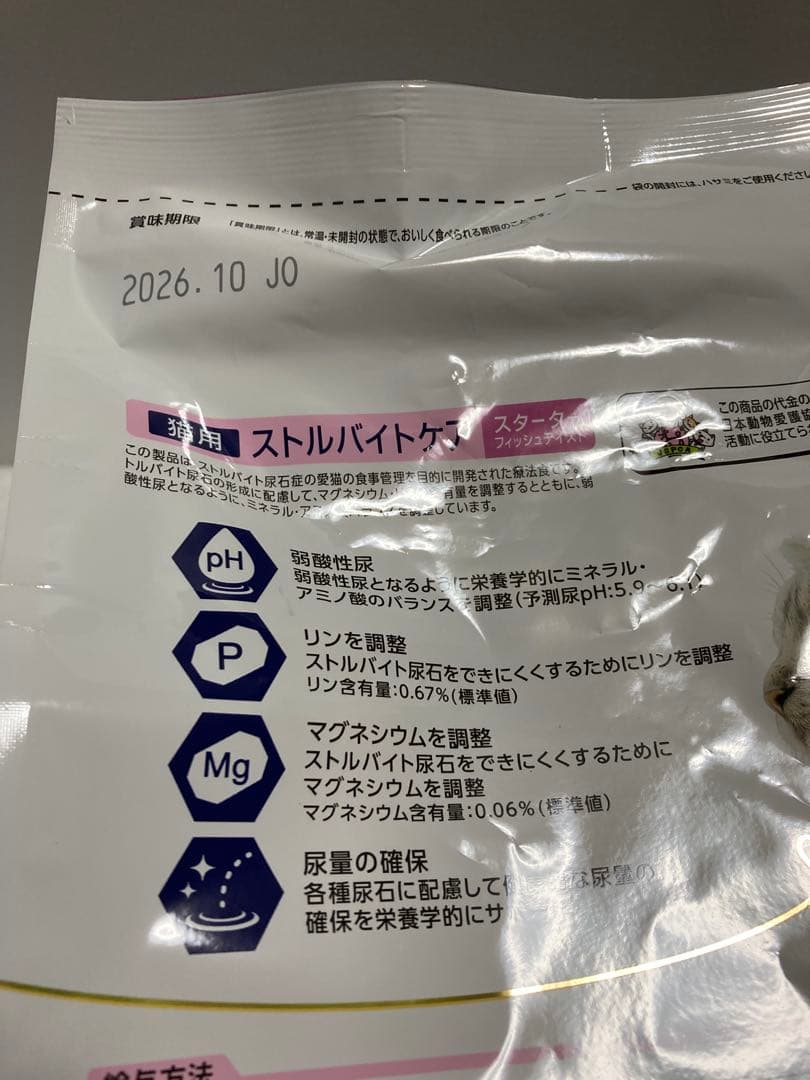 袋の開封には、ハサミをご使用くださ
賞味期限 「賞味期限」とは、常温・未開封の状態で、おいしく食べられる期限のことです。
2026.10 JO
猫用 ストルバイトケア スターター
フィッシュテイスト
この商品の代金の
日本動物愛護協
活動に役立てら
JSPCA
この製品は、ストルバイト尿石症の愛猫の食事管理を目的に開発された療法食です。
トルバイト尿石の形成に配慮して、マグネシウム・ 有量を調整するとともに、弱
酸性尿となるように、ミネラル・ア を調整しています。
pH
弱酸性尿
弱酸性尿となるように栄養学的にミネラル・
アミノ酸のバランスを調整(予測尿pH:5.9～6.1)
P
リンを調整
ストルバイト尿石をできにくくするためにリンを調整
リン含有量:0.67%(標準値)
Mg
マグネシウムを調整
ストルバイト尿石をできにくくするために
マグネシウムを調整
マグネシウム含有量:0.06%(標準値)
尿量の確保
各種尿石に配慮して な尿量の
確保を栄養学的にサ
給与方法